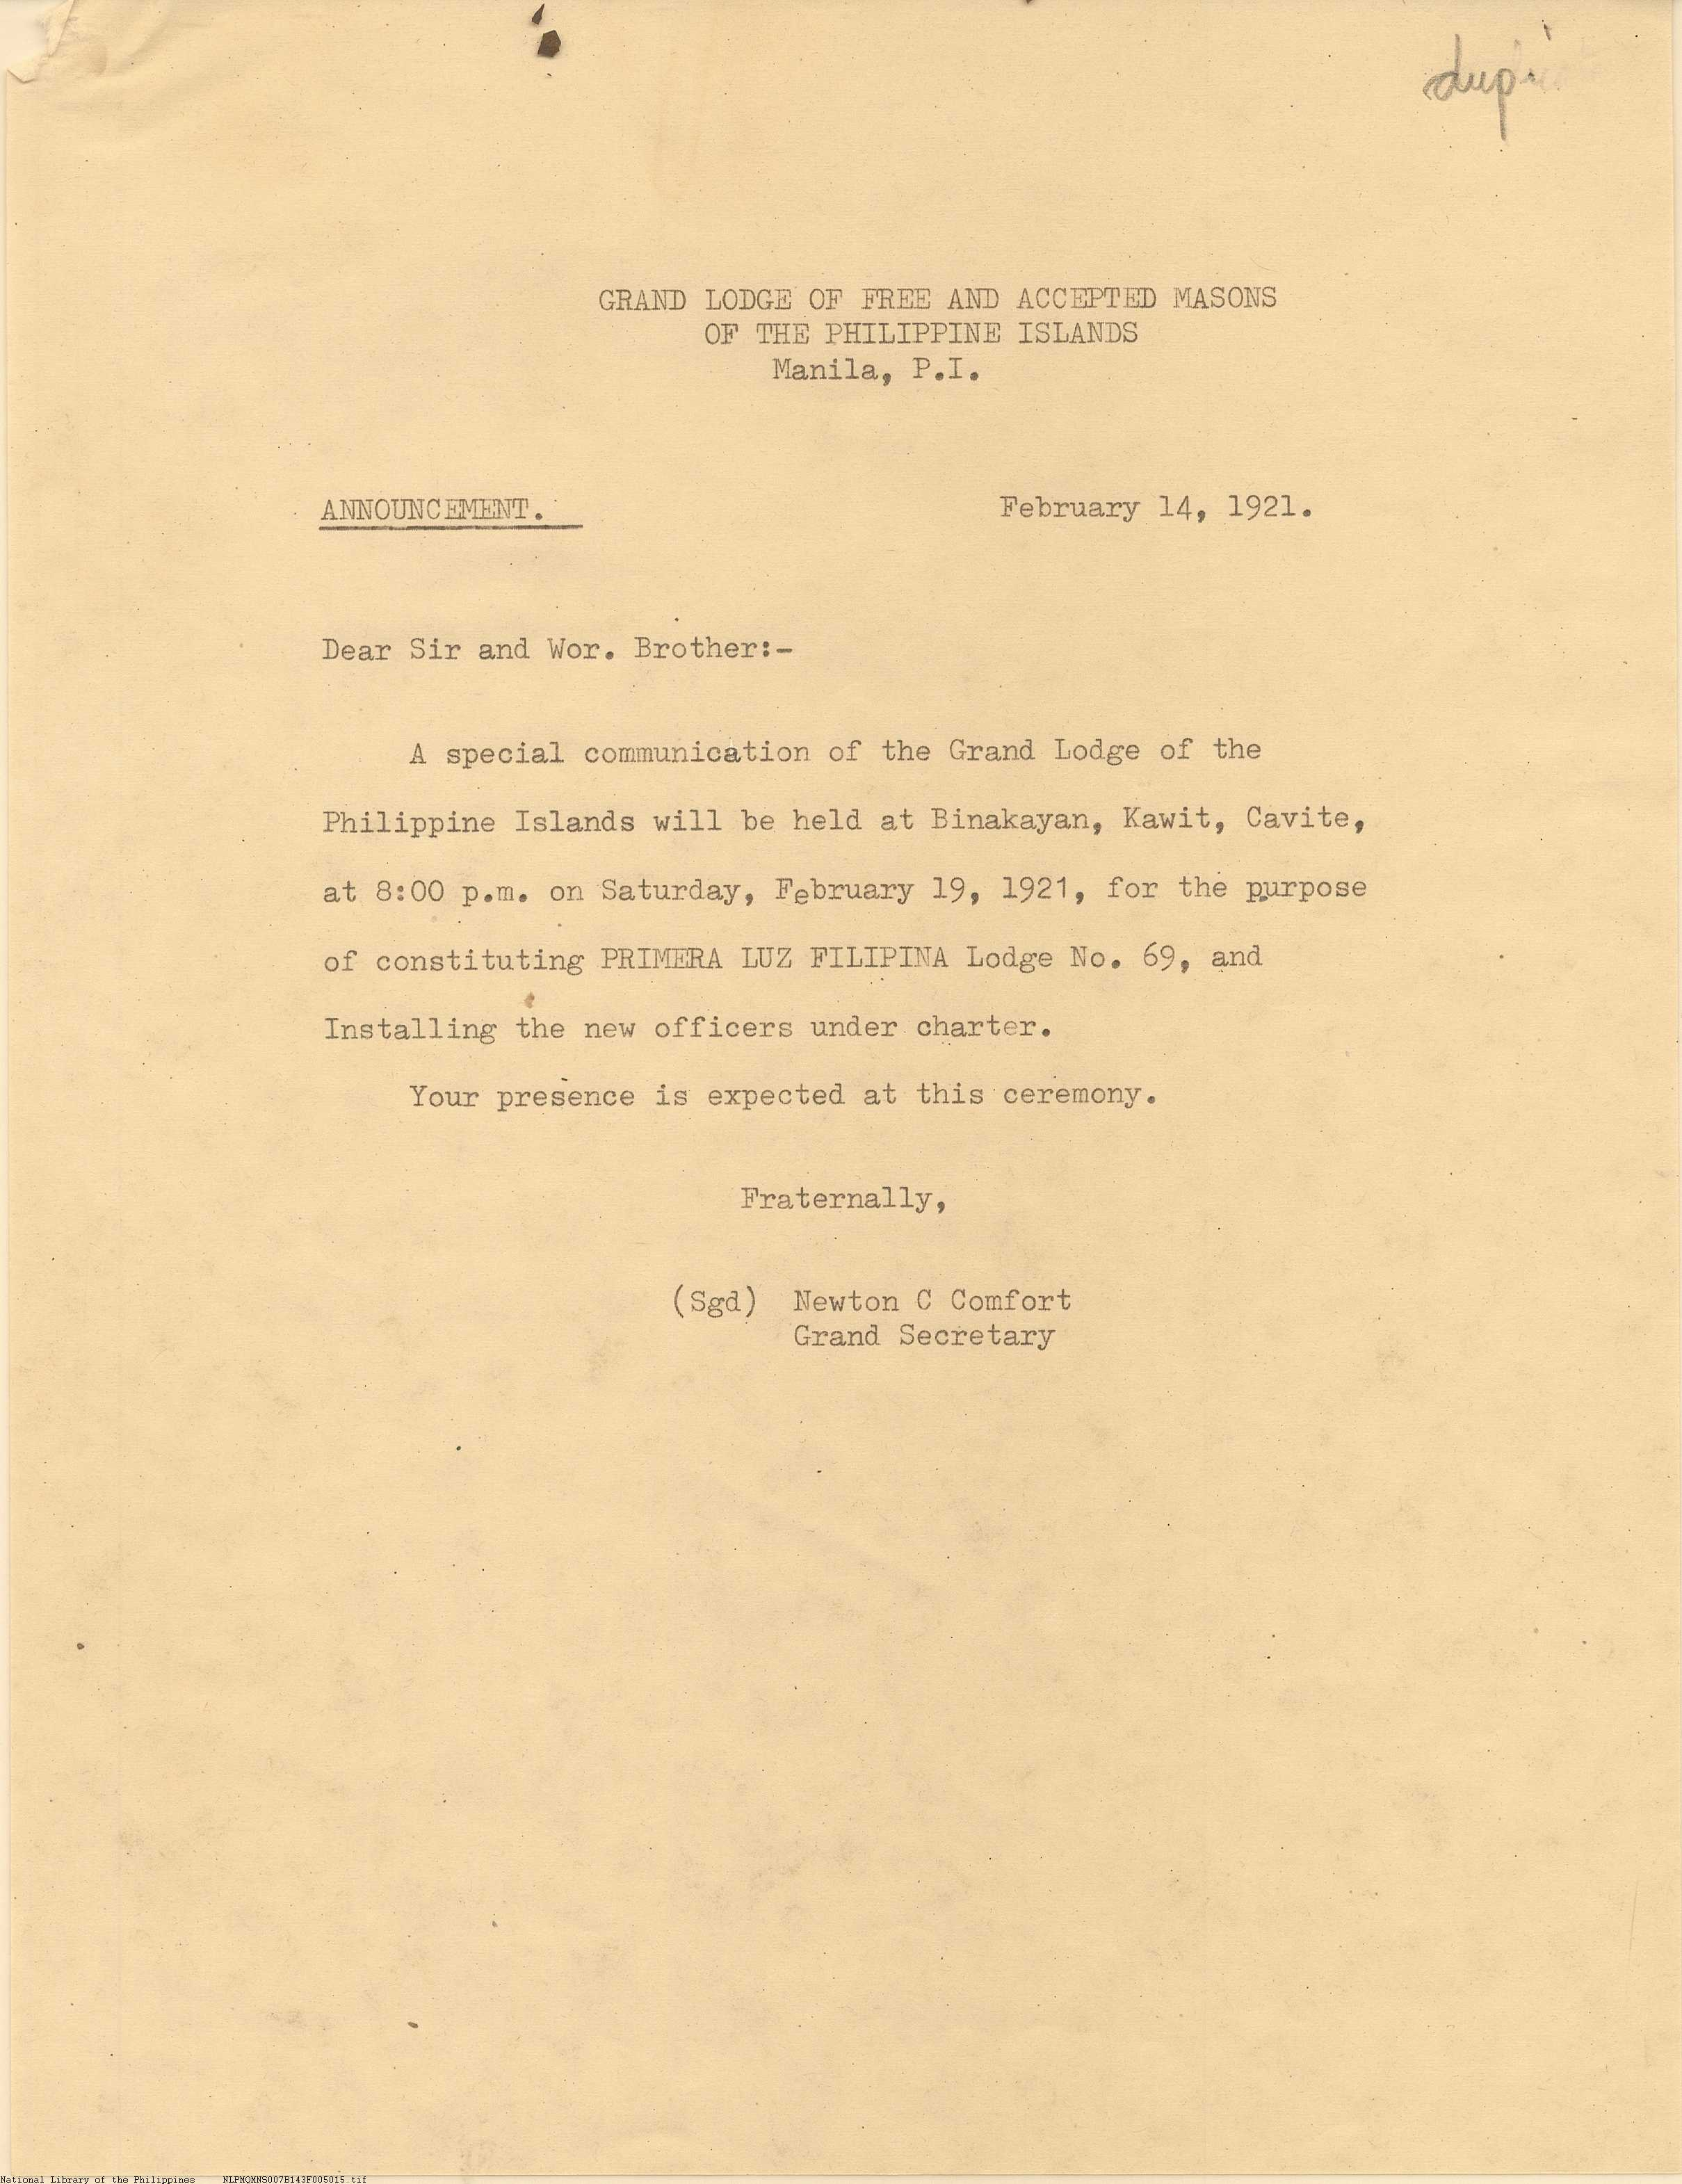 GRAND LODGE OF FREE AND ACCEPTED MASONS
OF THE PHILIPPINE ISLANDS
Manila, P.I.
ANNOUNCEMENT.
February 14, 1921.
Dear Sir and Wor. Brother:-
A special communication of the Grand Lodge of the
Philippine Islands will be held at Binakayan, Kawit, Cavite,
at 8:00 p.m. on Saturday, February 19, 1921, for the purpose
of constituting PRIMERA LUZ FILIPINA Lodge No. 69, and
Installing the new officers under charter.
Your presence is expected at this ceremony.
Fraternally,
(Sgd) Newton C Comfort
Grand Secretary
National Library of the Philippines NLPMQMNS007B143F005015.tif